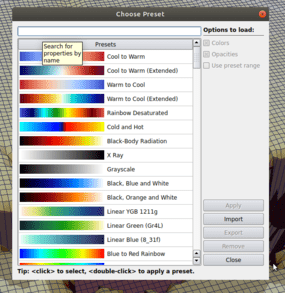 Choose Preset
Options to load:
Search for
properties by
name
Presets
Colors
Opacities
Use preset range
Cool to Warm
Cool to Warm (Extended)
Warm to Cool
Warm to Cool (Extended)
Rainbow Desaturated
Cold and Hot
Black-Body Radiation
X Ray
Grayscale
Black, Blue and White
Black, Orange and White
Linear YGB 1211g
Linear Green (Gr4L)
Linear Blue (8_31f)
Blue to Red Rainbow
Apply
Import
Export
Remove
Close
Tip: <click> to select, <double-click> to apply a preset.